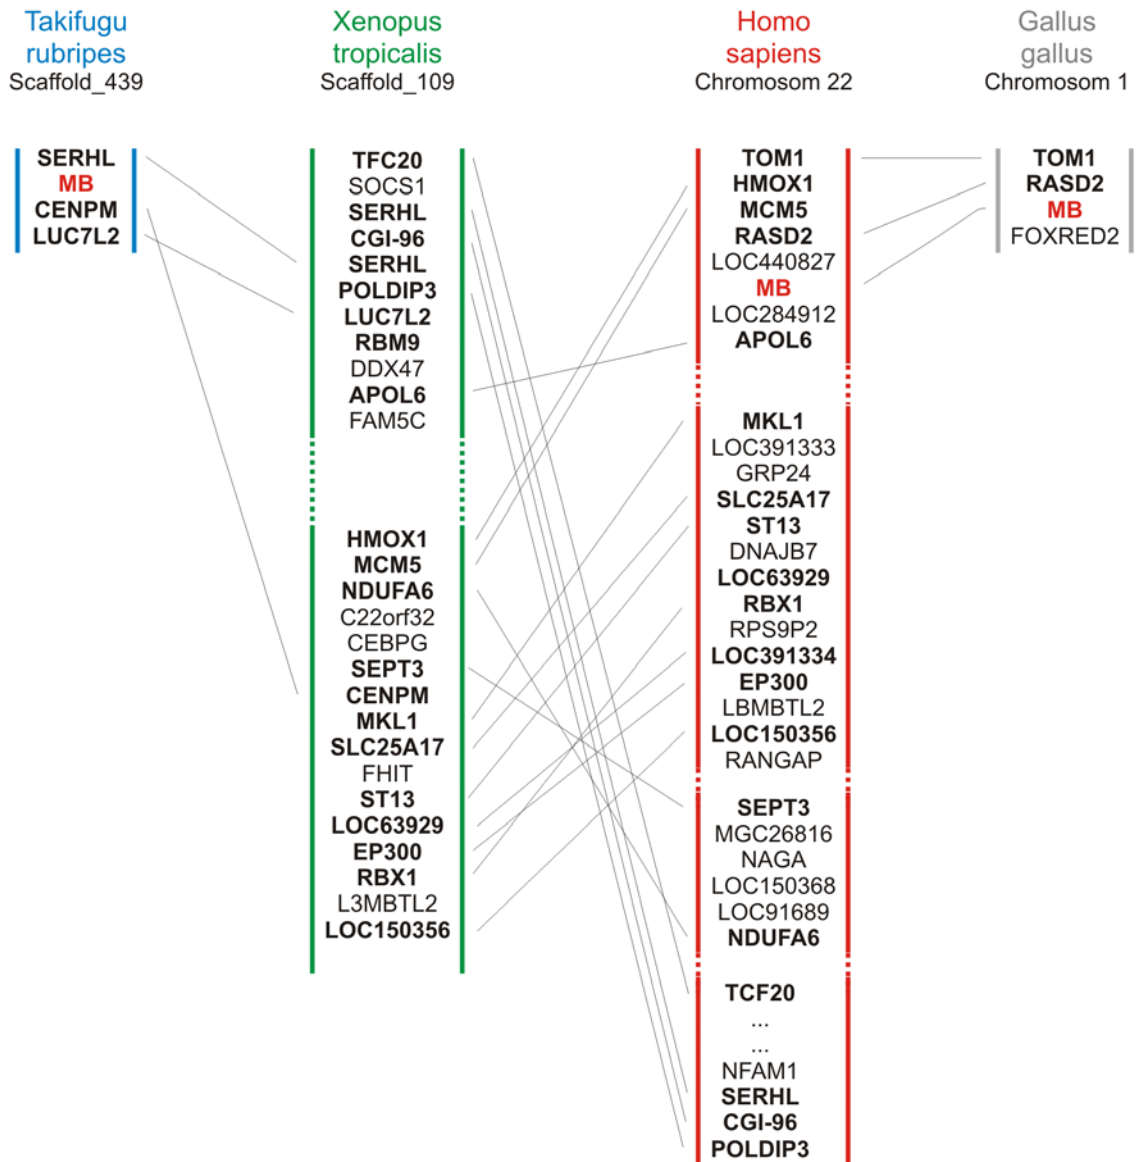 Takifugu
rubripes
Scaffold_439
SERHL
MB
CENPM
LUC7L2
Xenopus
tropicalis
Scaffold_109
TFC20
SOCS1
SERHL
CGI-96
SERHL
POLDIP3
LUC7L2
RBM9
DDX47
APOL6
FAM5C
HMOX1
MCM5
NDUFA6
C22orf32
CEBPG
SEPT3
CENPM
MKL1
SLC25A17
FHIT
ST13
LOC63929
EP300
RBX1
L3MBTL2
LOC150356
Homo
sapiens
Chromosom 22
TOM1
HMOX1
MCM5
RASD2
LOC440827
MB
LOC284912
APOL6
MKL1
LOC391333
GRP24
SLC25A17
ST13
DNAJB7
LOC63929
RBX1
RPS9P2
LOC391334
EP300
LBMBTL2
LOC150356
RANGAP
SEPT3
MGC26816
NAGA
LOC150368
LOC91689
NDUFA6
TCF20
...
...
NFAM1
SERHL
CGI-96
POLDIP3
Gallus
gallus
Chromosom 1
TOM1
RASD2
MB
FOXRED2